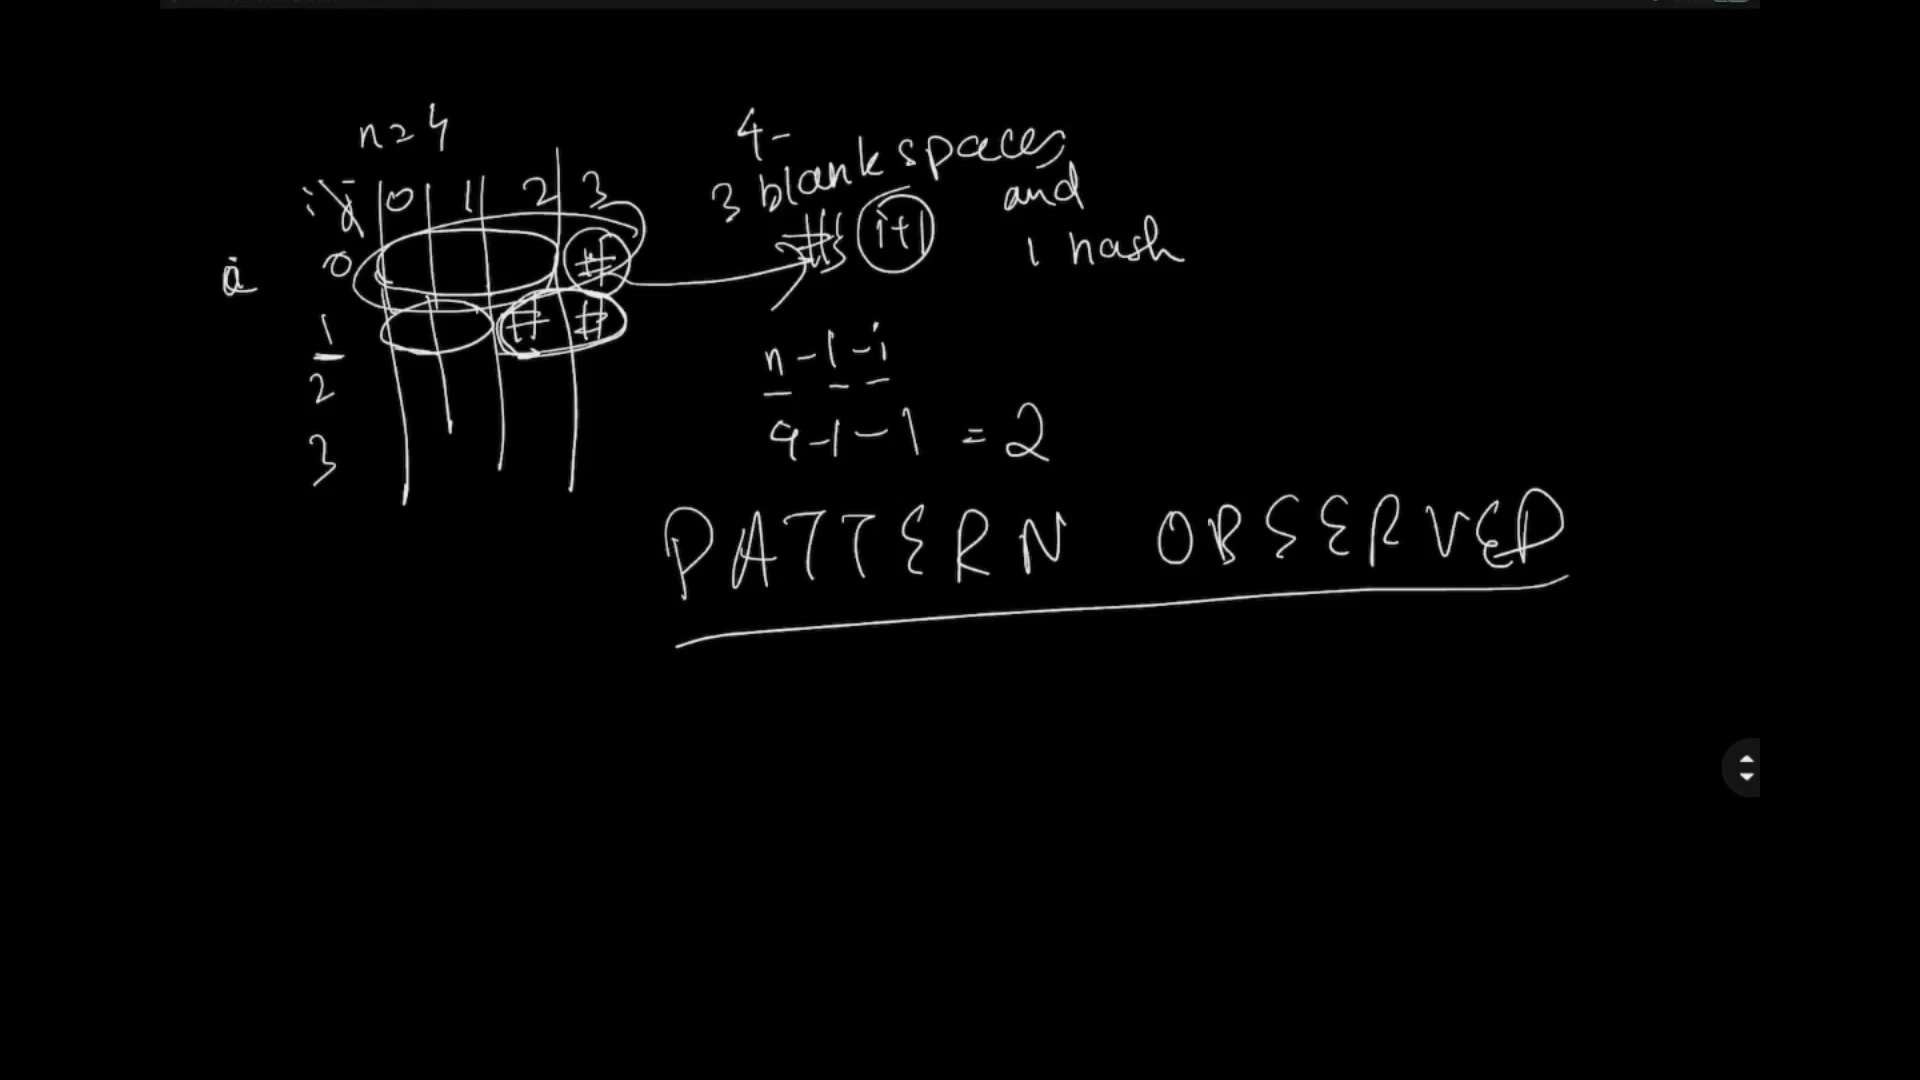 n=4
i\j 0 1 2 3
0 #
i
1 # #
2
3
4-
3 blank spaces
and
#s i+1
1 hash
n-1-i
4-1-1 = 2
PATTERN OBSERVED